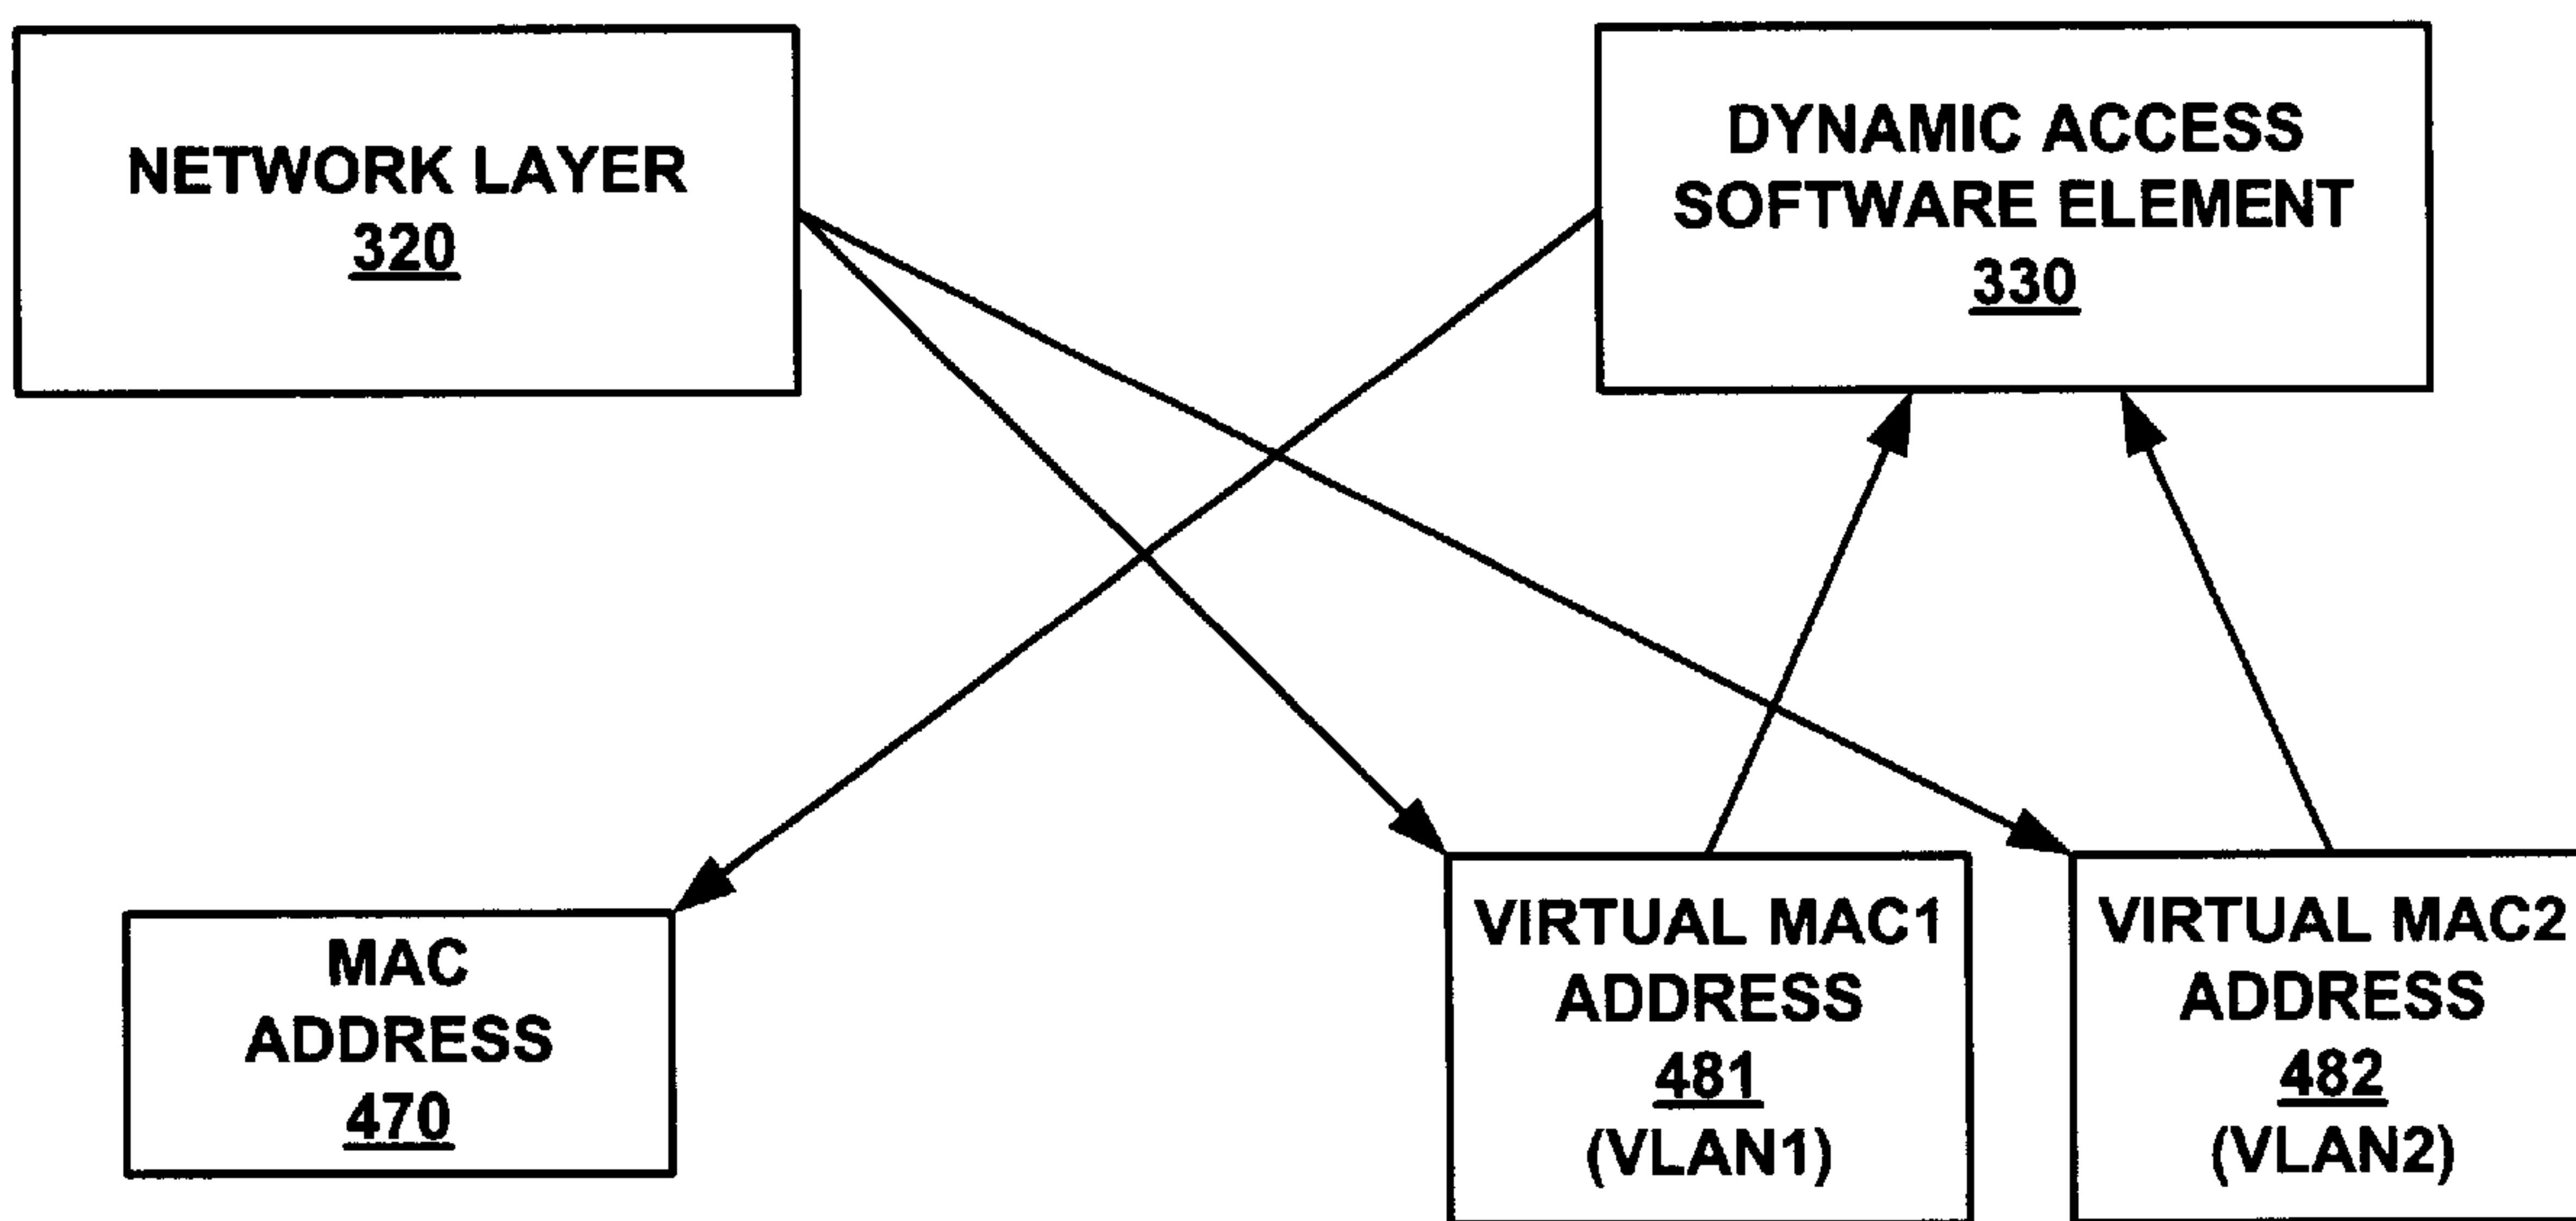 NETWORK LAYER
320
DYNAMIC ACCESS
SOFTWARE ELEMENT
330
MAC
ADDRESS
470
VIRTUAL MAC1
ADDRESS
481
(VLAN1)
VIRTUAL MAC2
ADDRESS
482
(VLAN2)